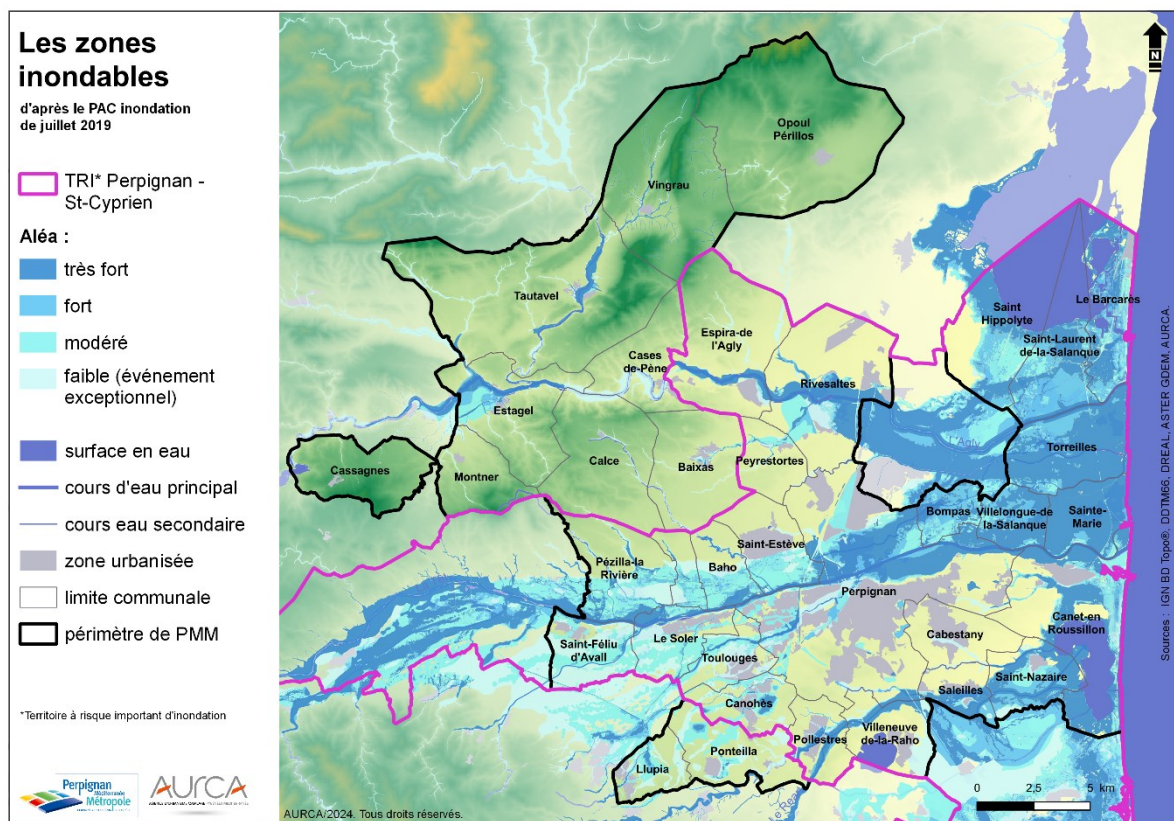 Les zones
inondables
d'après le PAC inondation
de juillet 2019
TRI* Perpignan -
St-Cyprien
Aléa :
très fort
fort
modéré
faible (événement
exceptionnel)
surface en eau
cours d'eau principal
cours eau secondaire
zone urbanisée
limite communale
périmètre de PMM
*Territoire à risque important d'inondation
Perpignan
Méditerranée
Métropole
AURCA
N
Opoul
Périllos
Vingrau
Tautavel
Espira-de
l'Agly
Cases
de-Pène
Saint
Hippolyte
Le Barcares
Saint-Laurent
de-la-Salanque
Rivesaltes
Estagel
L'Agly
Torreilles
Cassagnes
Montner
Calce
Baixas
Peyrestortes
Bompas
Villelongue-de
la-Salanque
Sainte-
Marie
Saint-Estève
Pézilla-la
Rivière
Baho
Perpignan
Canet-en
Roussillon
Saint-Féliu
d'Avall
Le Soler
Cabestany
Toulouges
Saint-Nazaire
Saleilles
Canohès
Villeneuve
de-la-Raho
Pollestres
Ponteilla
Llupia
0 2,5 5 km
AURCA/2024. Tous droits réservés.
Sources : IGN BD Topo®, DDTM66, DREAL, ASTER GDEM, AURCA.